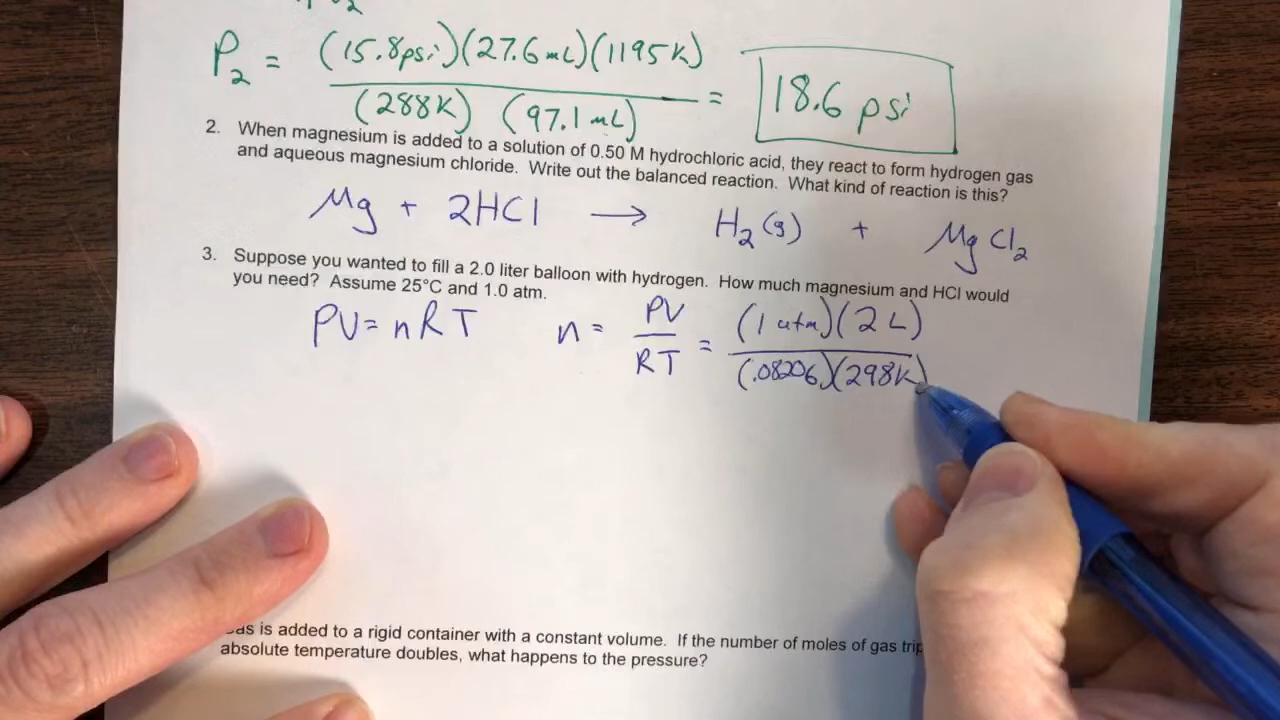 P₂ = (15.8psi)(27.6mL)(1195K) / (288K) (97.1mL) = 18.6 psi
2. When magnesium is added to a solution of 0.50 M hydrochloric acid, they react to form hydrogen gas
and aqueous magnesium chloride. Write out the balanced reaction. What kind of reaction is this?
Mg + 2HCl → H₂(g) + MgCl₂
3. Suppose you wanted to fill a 2.0 liter balloon with hydrogen. How much magnesium and HCl would
you need? Assume 25°C and 1.0 atm.
PV = nRT n = PV / RT = (1 atm)(2 L) / (.08206)(298K)
is added to a rigid container with a constant volume. If the number of moles of gas
absolute temperature doubles, what happens to the pressure?